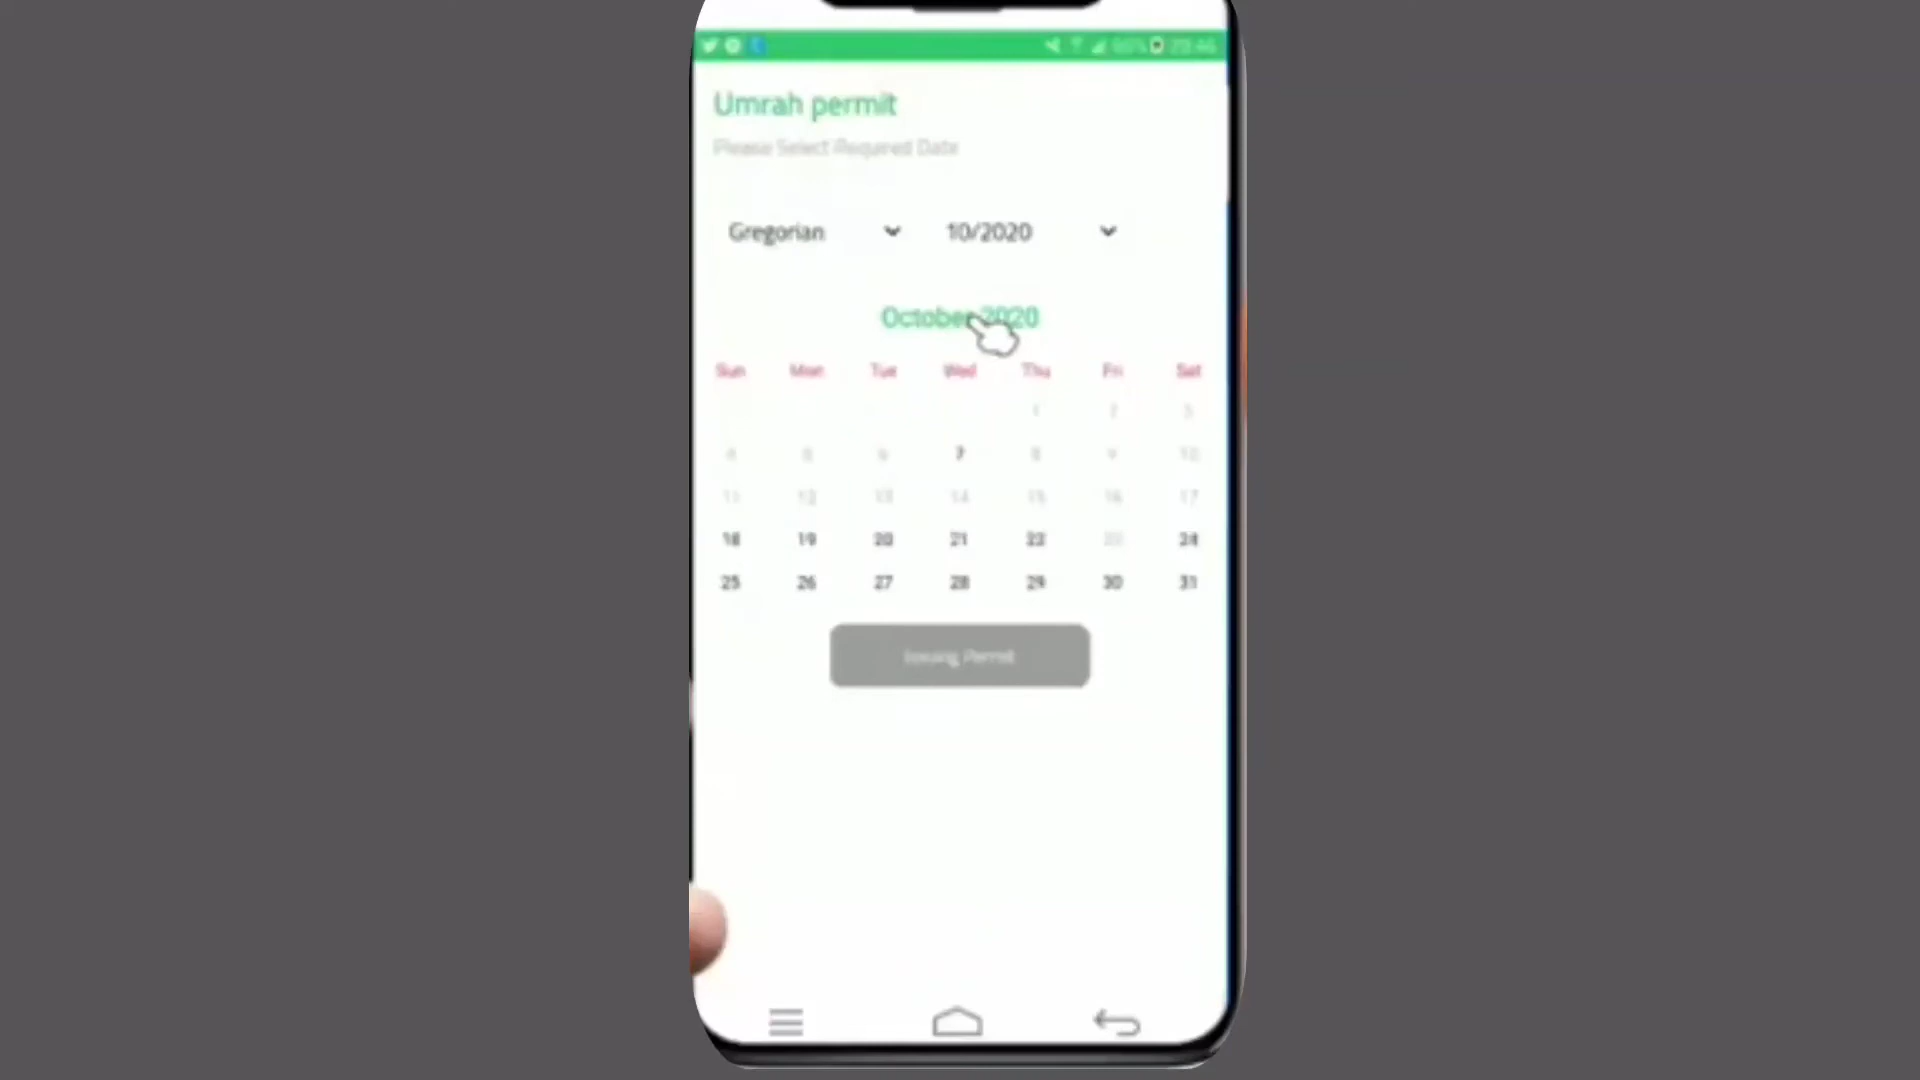 Umrah permit
Please Select Required Date
Gregorian 10/2020
October 2020
Sun Mon Tue Wed Thu Fri Sat
1 2 3
4 5 6 7 8 9 10
11 12 13 14 15 16 17
18 19 20 21 22 23 24
25 26 27 28 29 30 31
Issuing Permit